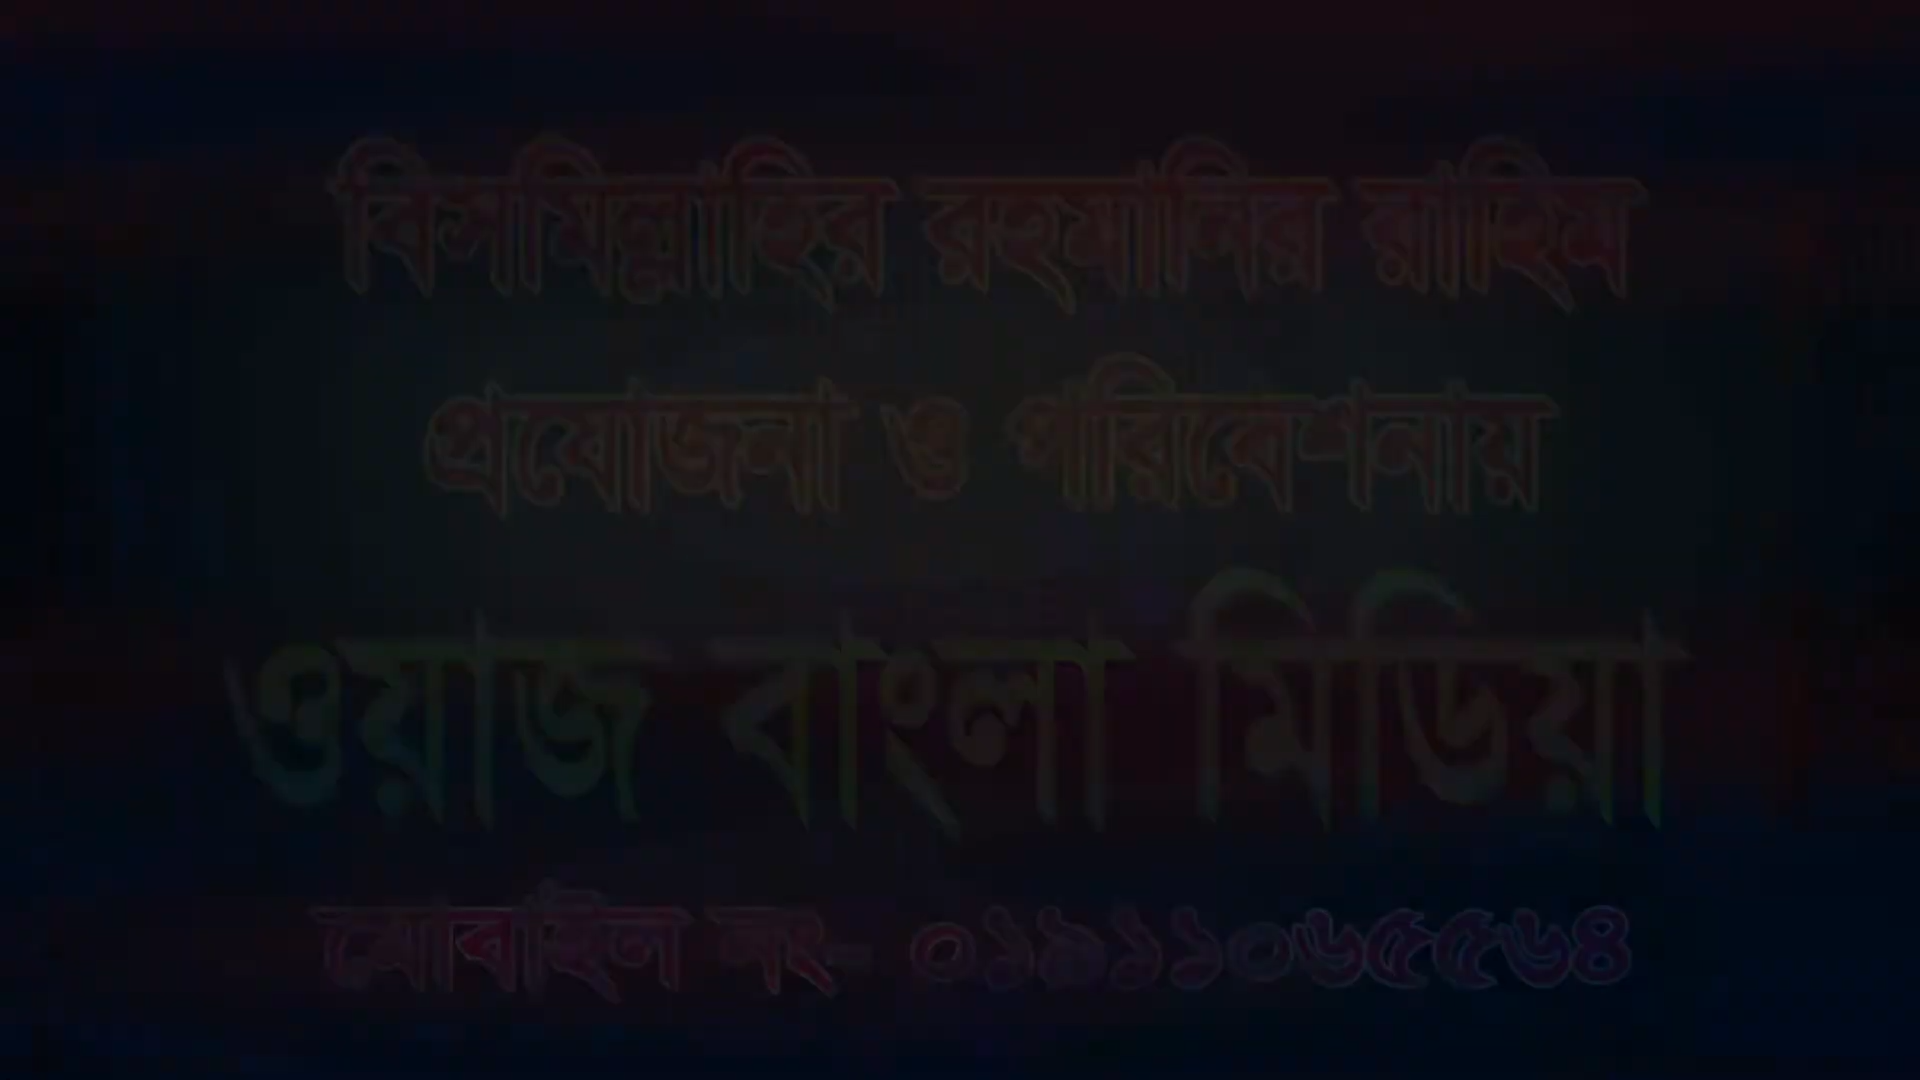 বিসমিল্লাহির রহমানির রাহিম
প্রযোজনা ও পরিবেশনায়
ওয়াজ বাংলা মিডিয়া
মোবাইল নং- ০১৯১১০৬৫৫৬৪